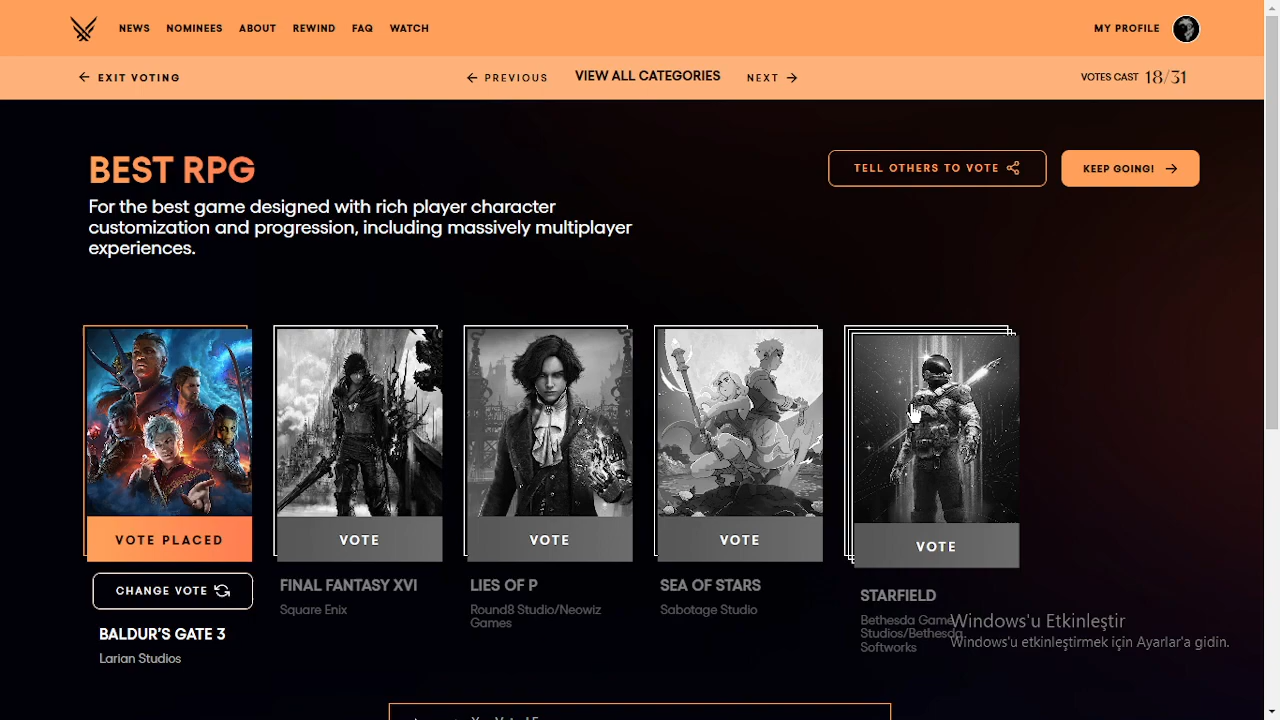 NEWS NOMINEES ABOUT REWIND FAQ WATCH MY PROFILE
EXIT VOTING PREVIOUS VIEW ALL CATEGORIES NEXT VOTES CAST 18/31
BEST RPG
TELL OTHERS TO VOTE KEEP GOING!
For the best game designed with rich player character
customization and progression, including massively multiplayer
experiences.
VOTE PLACED VOTE VOTE VOTE VOTE
CHANGE VOTE
BALDUR'S GATE 3
Larian Studios
FINAL FANTASY XVI
Square Enix
LIES OF P
Round8 Studio/Neowiz
Games
SEA OF STARS
Sabotage Studio
STARFIELD
Bethesda Game
Studios/Bethesda
Softworks
Windows'u Etkinleştir
Windows'u etkinleştirmek için Ayarlar'a gidin.